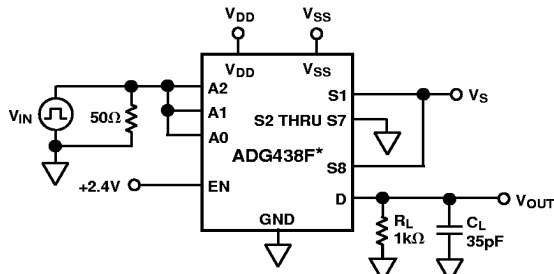 VDD
VSS
VDD
VSS
A2
A1
A0
S1
VS
S2 THRU S7
ADG438F*
S8
VIN
50Ω
+2.4V
EN
D
VOUT
GND
RL
1kΩ
CL
35pF